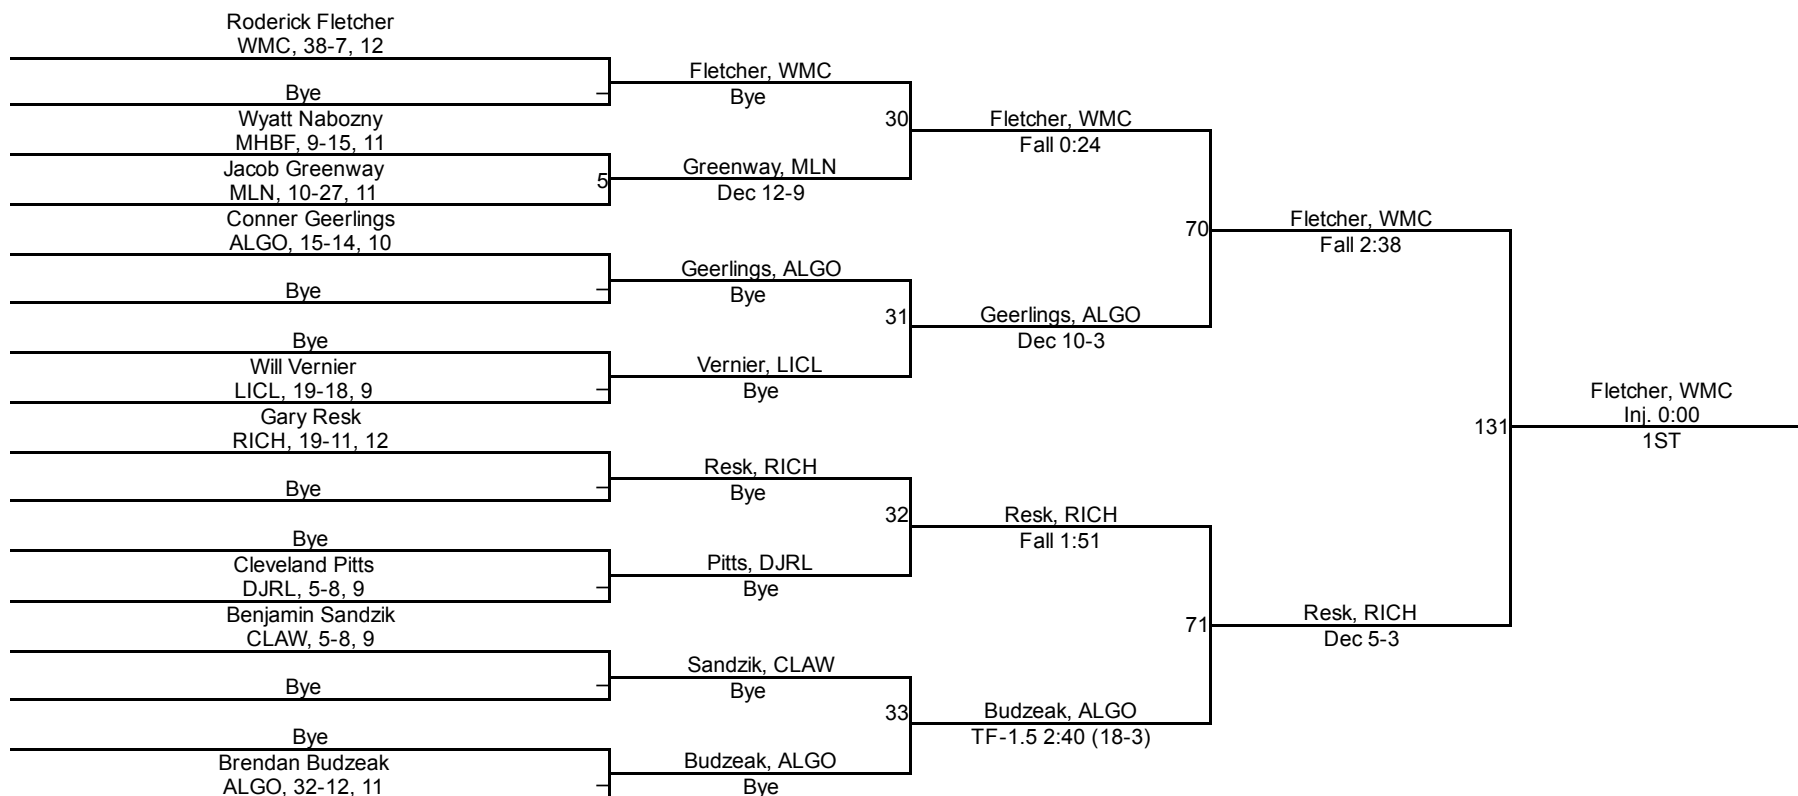 Roderick Fletcher
WMC, 38-7, 12
Bye
Wyatt Nabozny
MHBF, 9-15, 11
Jacob Greenway
MLN, 10-27, 11
5
Conner Geerlings
ALGO, 15-14, 10
Bye
Bye
Will Vernier
LICL, 19-18, 9
Gary Resk
RICH, 19-11, 12
Bye
Bye
Cleveland Pitts
DJRL, 5-8, 9
Benjamin Sandzik
CLAW, 5-8, 9
Bye
Bye
Brendan Budzeak
ALGO, 32-12, 11
Fletcher, WMC
Bye
30
Greenway, MLN
Dec 12-9
Geerlings, ALGO
Bye
31
Vernier, LICL
Bye
Resk, RICH
Bye
32
Pitts, DJRL
Bye
Sandzik, CLAW
Bye
33
Budzeak, ALGO
Bye
Fletcher, WMC
Fall 0:24
70
Geerlings, ALGO
Dec 10-3
Resk, RICH
Fall 1:51
71
Budzeak, ALGO
TF-1.5 2:40 (18-3)
Fletcher, WMC
Fall 2:38
131
Resk, RICH
Dec 5-3
Fletcher, WMC
Inj. 0:00
1ST